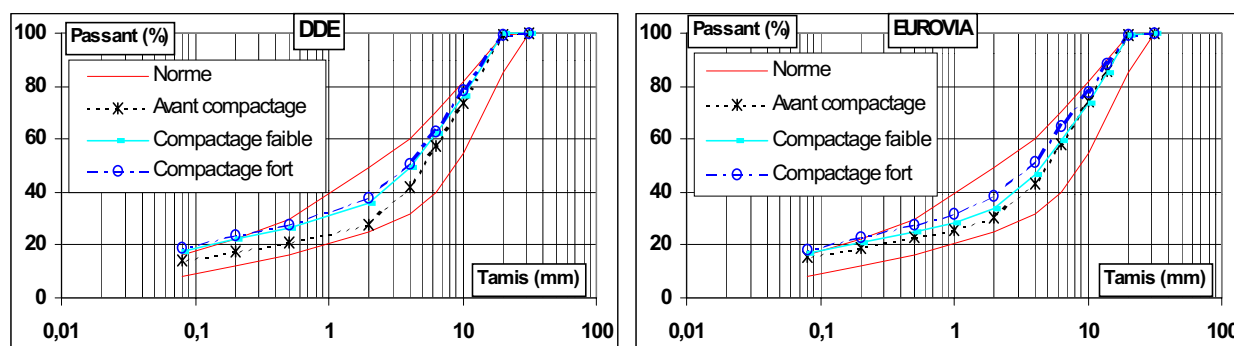 DDE
Passant (%)
Norme
Avant compactage
Compactage faible
Compactage fort
Tamis (mm)
100
80
60
40
20
0
0,01 0,1 1 10 100
EUROVIA
Passant (%)
Norme
Avant compactage
Compactage faible
Compactage fort
Tamis (mm)
100
80
60
40
20
0
0,01 0,1 1 10 100